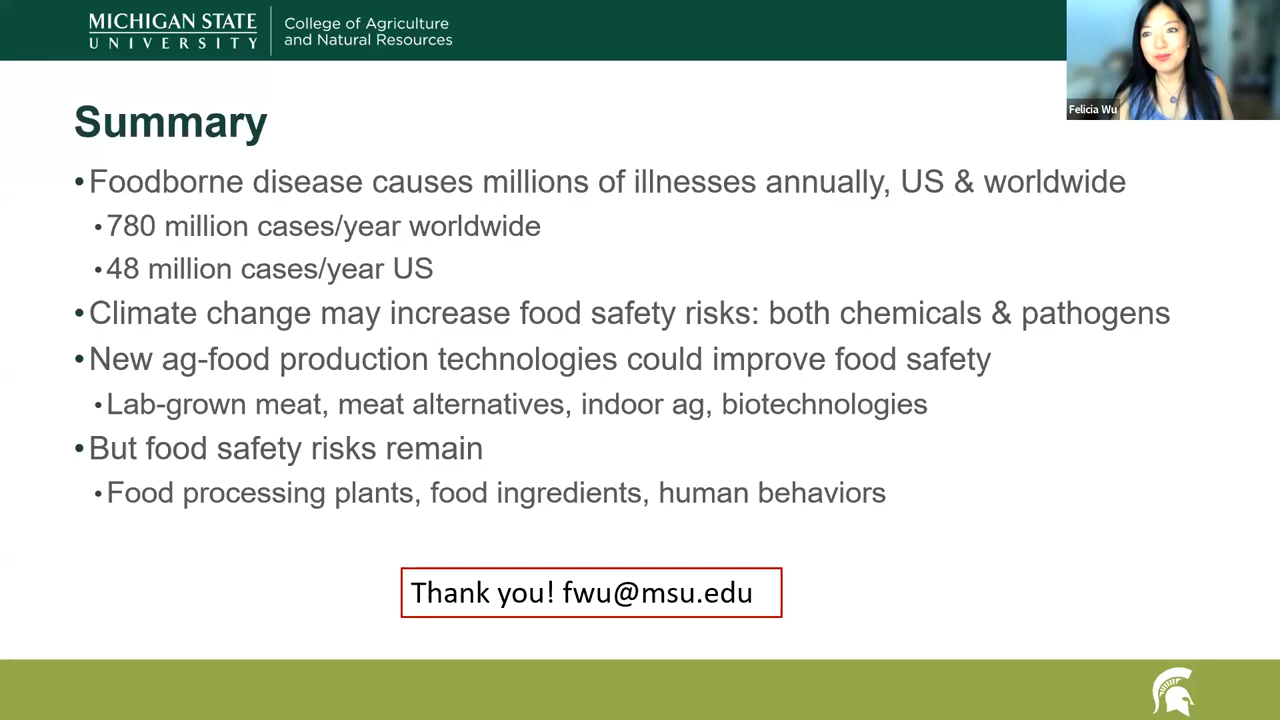 MICHIGAN STATE
UNIVERSITY
College of Agriculture
and Natural Resources
Felicia Wu
Summary
•Foodborne disease causes millions of illnesses annually, US & worldwide
•780 million cases/year worldwide
•48 million cases/year US
•Climate change may increase food safety risks: both chemicals & pathogens
•New ag-food production technologies could improve food safety
•Lab-grown meat, meat alternatives, indoor ag, biotechnologies
•But food safety risks remain
•Food processing plants, food ingredients, human behaviors
Thank you! fwu@msu.edu